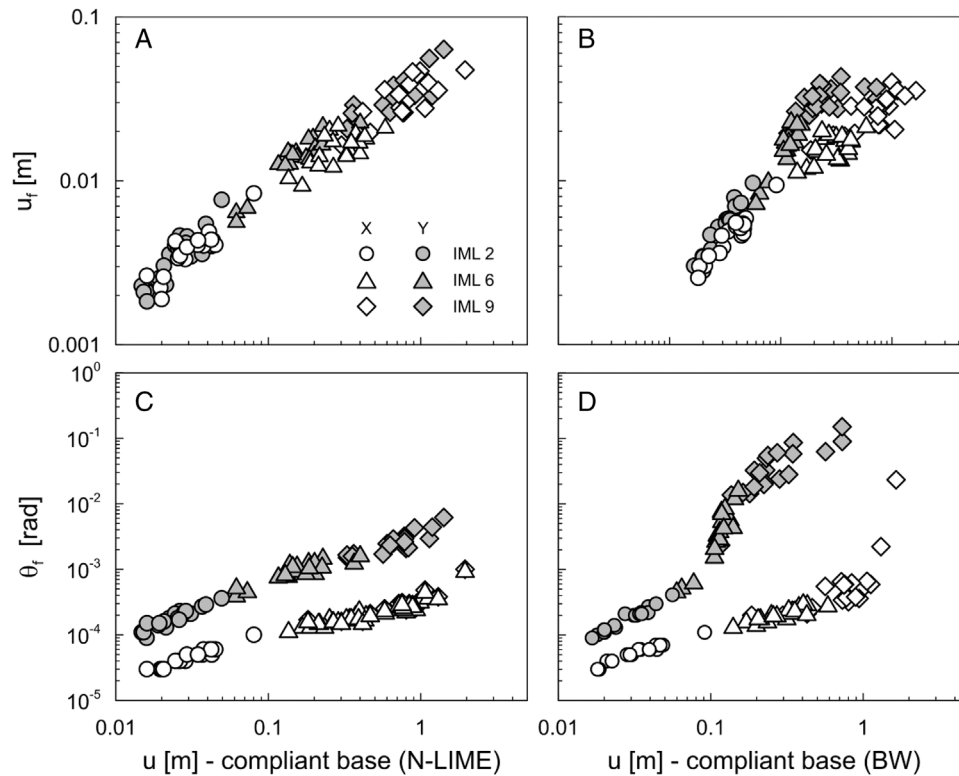 0.1
A
B
u_f [m]
0.01
X Y
IML 2
IML 6
IML 9
0.001
10^0
C
D
10^-1
10^-2
θ_f [rad]
10^-3
10^-4
10^-5
0.01 0.1 1 0.01 0.1 1
u [m] - compliant base (N-LIME) u [m] - compliant base (BW)